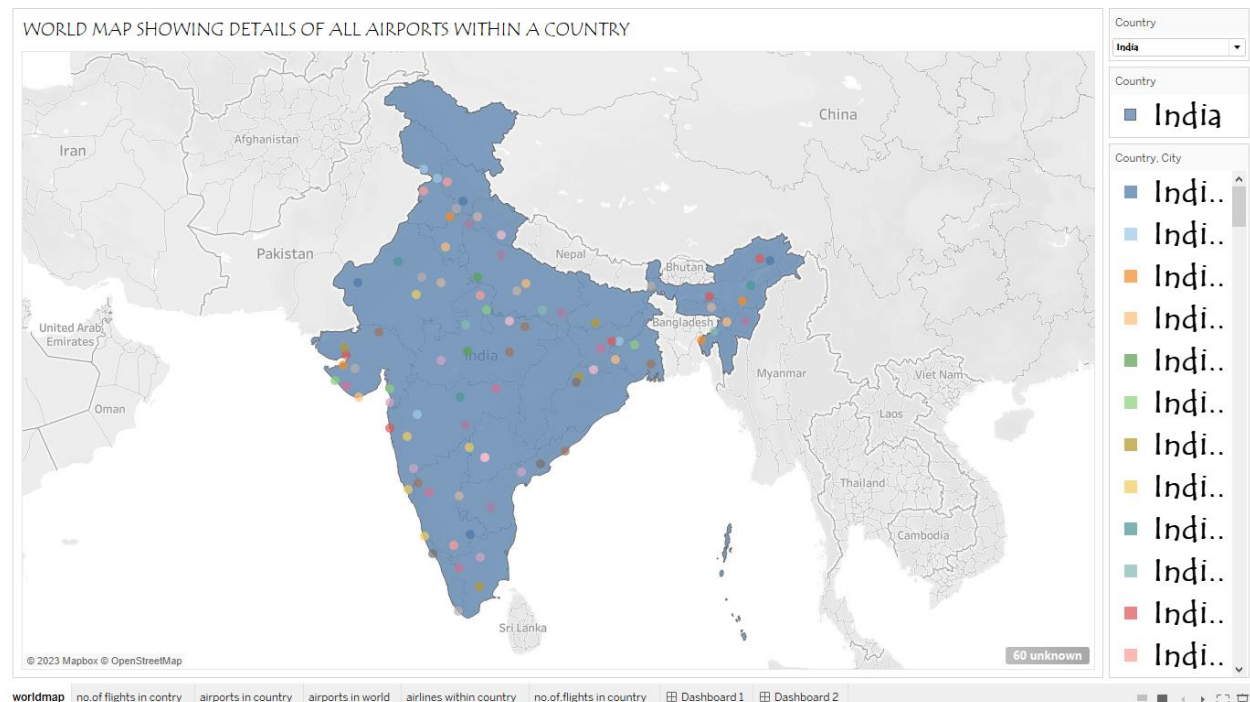 WORLD MAP SHOWING DETAILS OF ALL AIRPORTS WITHIN A COUNTRY
Country
India
Country
India
Country, City
Indi..
Indi..
Indi..
Indi..
Indi..
Indi..
Indi..
Indi..
Indi..
Indi..
Indi..
Indi..
China
Afghanistan
Iran
Pakistan
Nepal
Bhutan
United Arab
Emirates
Bangladesh
India
Myanmar
Viet Nam
Laos
Oman
Thailand
Cambodia
Sri Lanka
© 2023 Mapbox © OpenStreetMap
60 unknown
worldmap
no.of flights in contry
airports in country
airports in world
airlines within country
no.of.flights in country
Dashboard 1
Dashboard 2